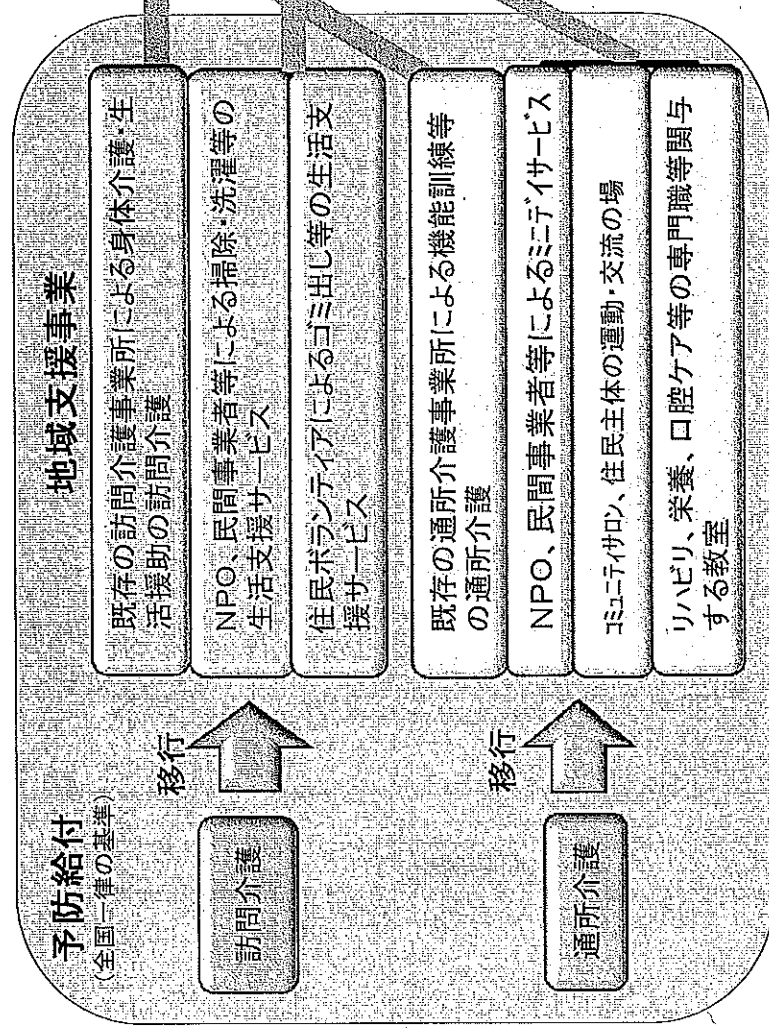 予防給付
(全国一律の基準)
地域支援事業
訪問介護
移行
既存の訪問介護事業所による身体介護・生
活援助の訪問介護
NPO、民間事業者等による掃除・洗濯等の
生活支援サービス
住民ボランティアによるゴミ出し等の生活支
援サービス
通所介護
移行
既存の通所介護事業所による機能訓練等
の通所介護
NPO、民間事業者等によるミニデイサービス
コミュニティサロン、住民主体の運動・交流の場
リハビリ、栄養、口腔ケア等の専門職等関与
する教室